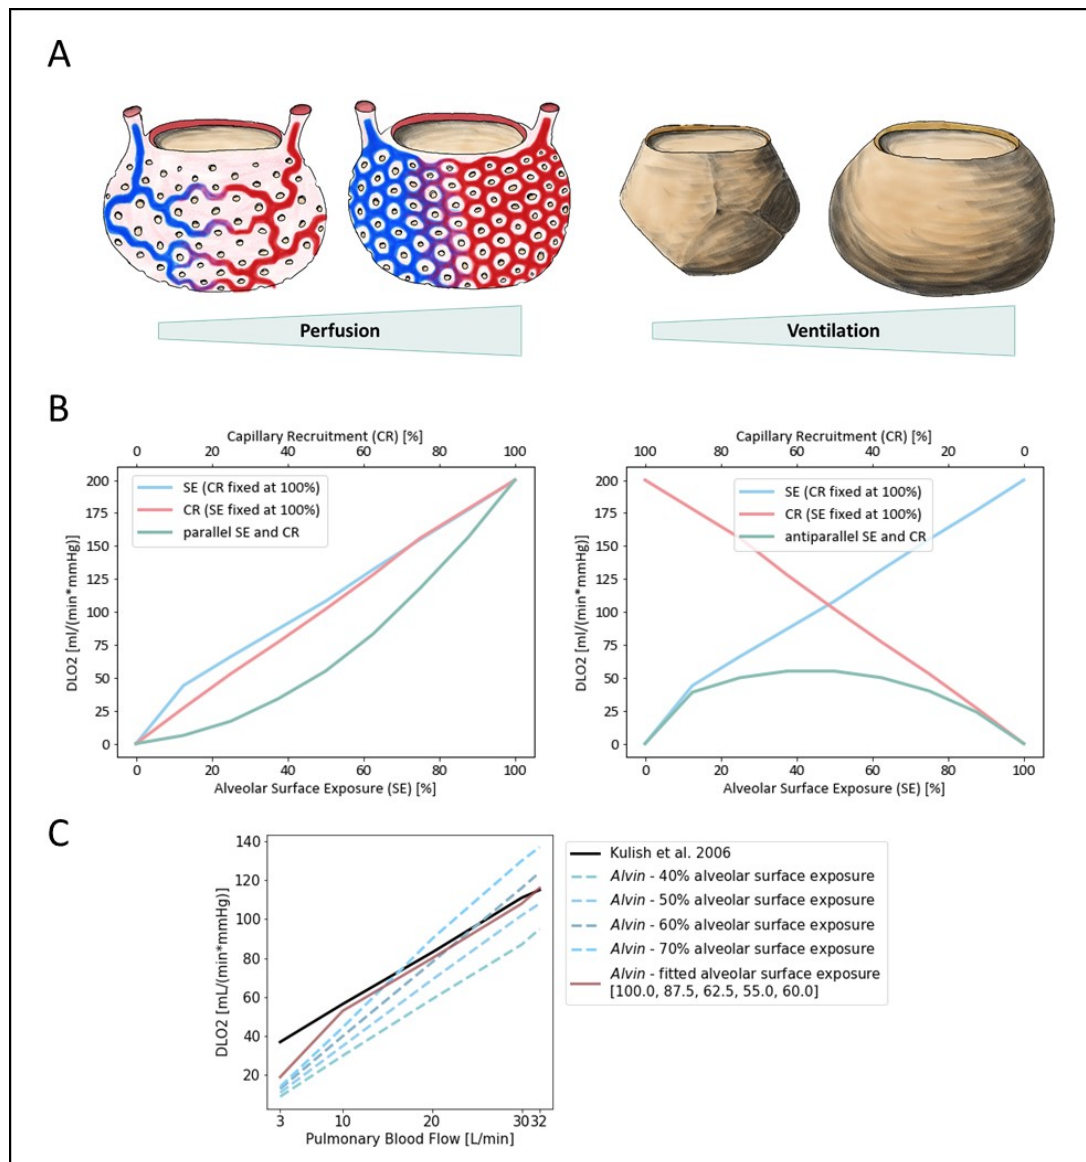 A
Perfusion
Ventilation
B
Capillary Recruitment (CR) [%]
0 20 40 60 80 100
200
175
150
125
100
75
50
25
0
DLO2 [ml/(min*mmHg)]
SE (CR fixed at 100%)
CR (SE fixed at 100%)
parallel SE and CR
0 20 40 60 80 100
Alveolar Surface Exposure (SE) [%]
Capillary Recruitment (CR) [%]
100 80 60 40 20 0
200
175
150
125
100
75
50
25
0
DLO2 [ml/(min*mmHg)]
SE (CR fixed at 100%)
CR (SE fixed at 100%)
antiparallel SE and CR
0 20 40 60 80 100
Alveolar Surface Exposure (SE) [%]
C
140
120
100
80
60
40
20
DLO2 [mL/(min*mmHg)]
3 10 20 30 32
Pulmonary Blood Flow [L/min]
Kulish et al. 2006
Alvin - 40% alveolar surface exposure
Alvin - 50% alveolar surface exposure
Alvin - 60% alveolar surface exposure
Alvin - 70% alveolar surface exposure
Alvin - fitted alveolar surface exposure
[100.0, 87.5, 62.5, 55.0, 60.0]